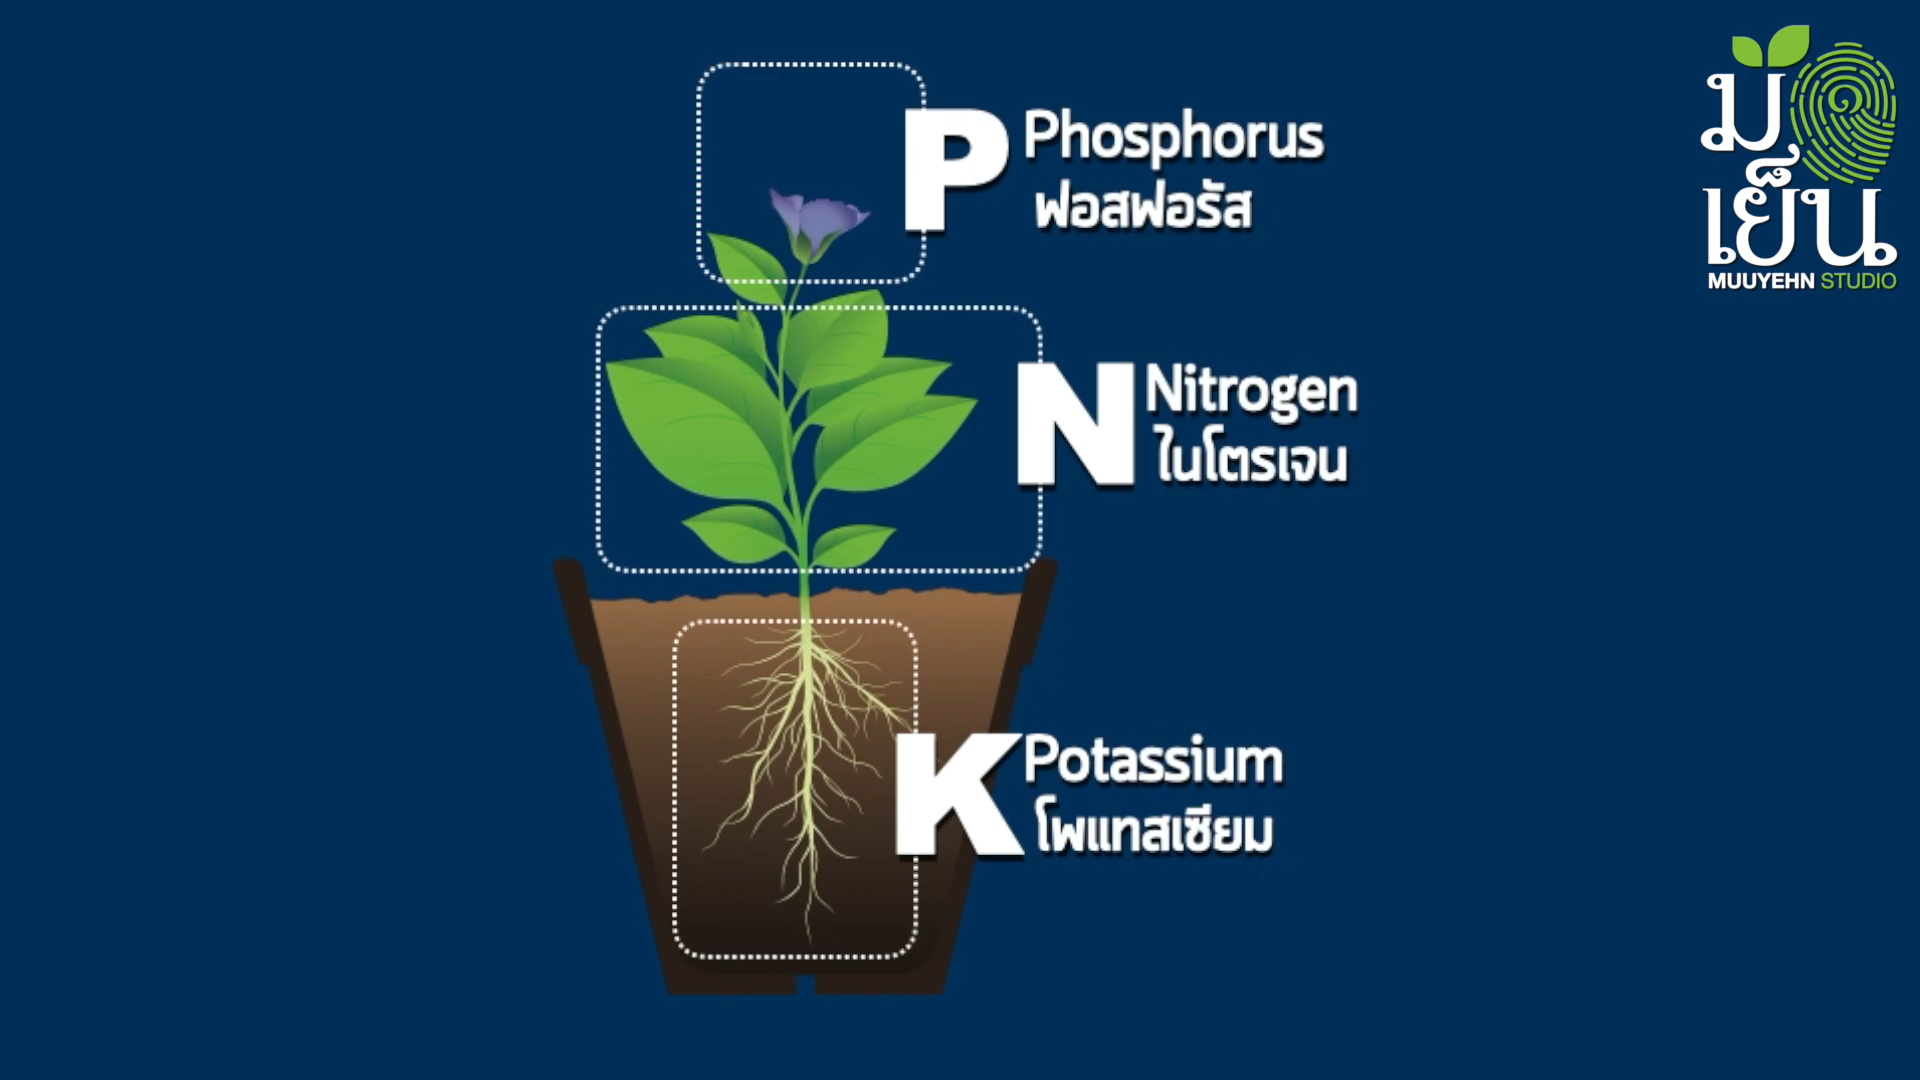 P Phosphorus
ฟอสฟอรัส
N Nitrogen
ไนโตรเจน
K Potassium
โพแทสเซียม
มือ
เย็น
MUUYEHN STUDIO